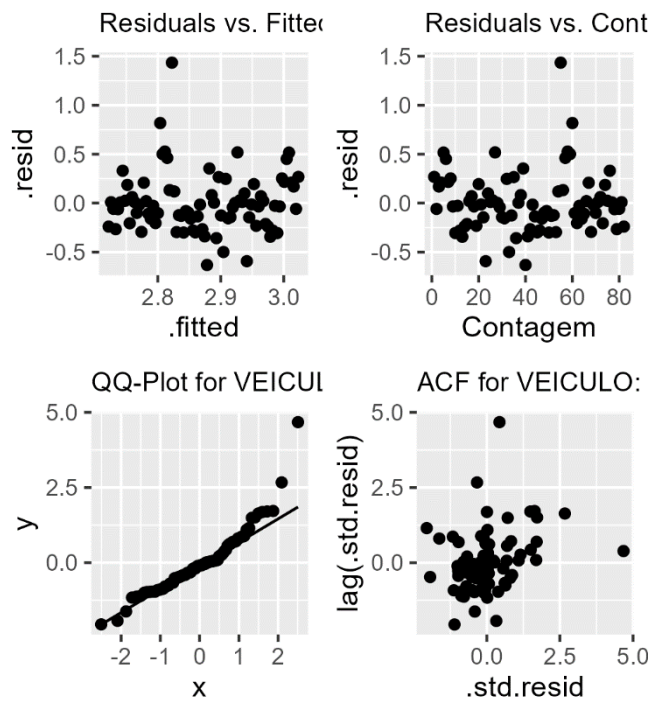 Residuals vs. Fitte
1.5
1.0
0.5
0.0
-0.5
.resid
2.8 2.9 3.0
.fitted
Residuals vs. Cont
1.5
1.0
0.5
0.0
-0.5
.resid
0 20 40 60 80
Contagem
QQ-Plot for VEICUL
5.0
2.5
0.0
y
-2 -1 0 1 2
x
ACF for VEICULO:
5.0
2.5
0.0
lag(.std.resid)
0.0 2.5 5.0
.std.resid